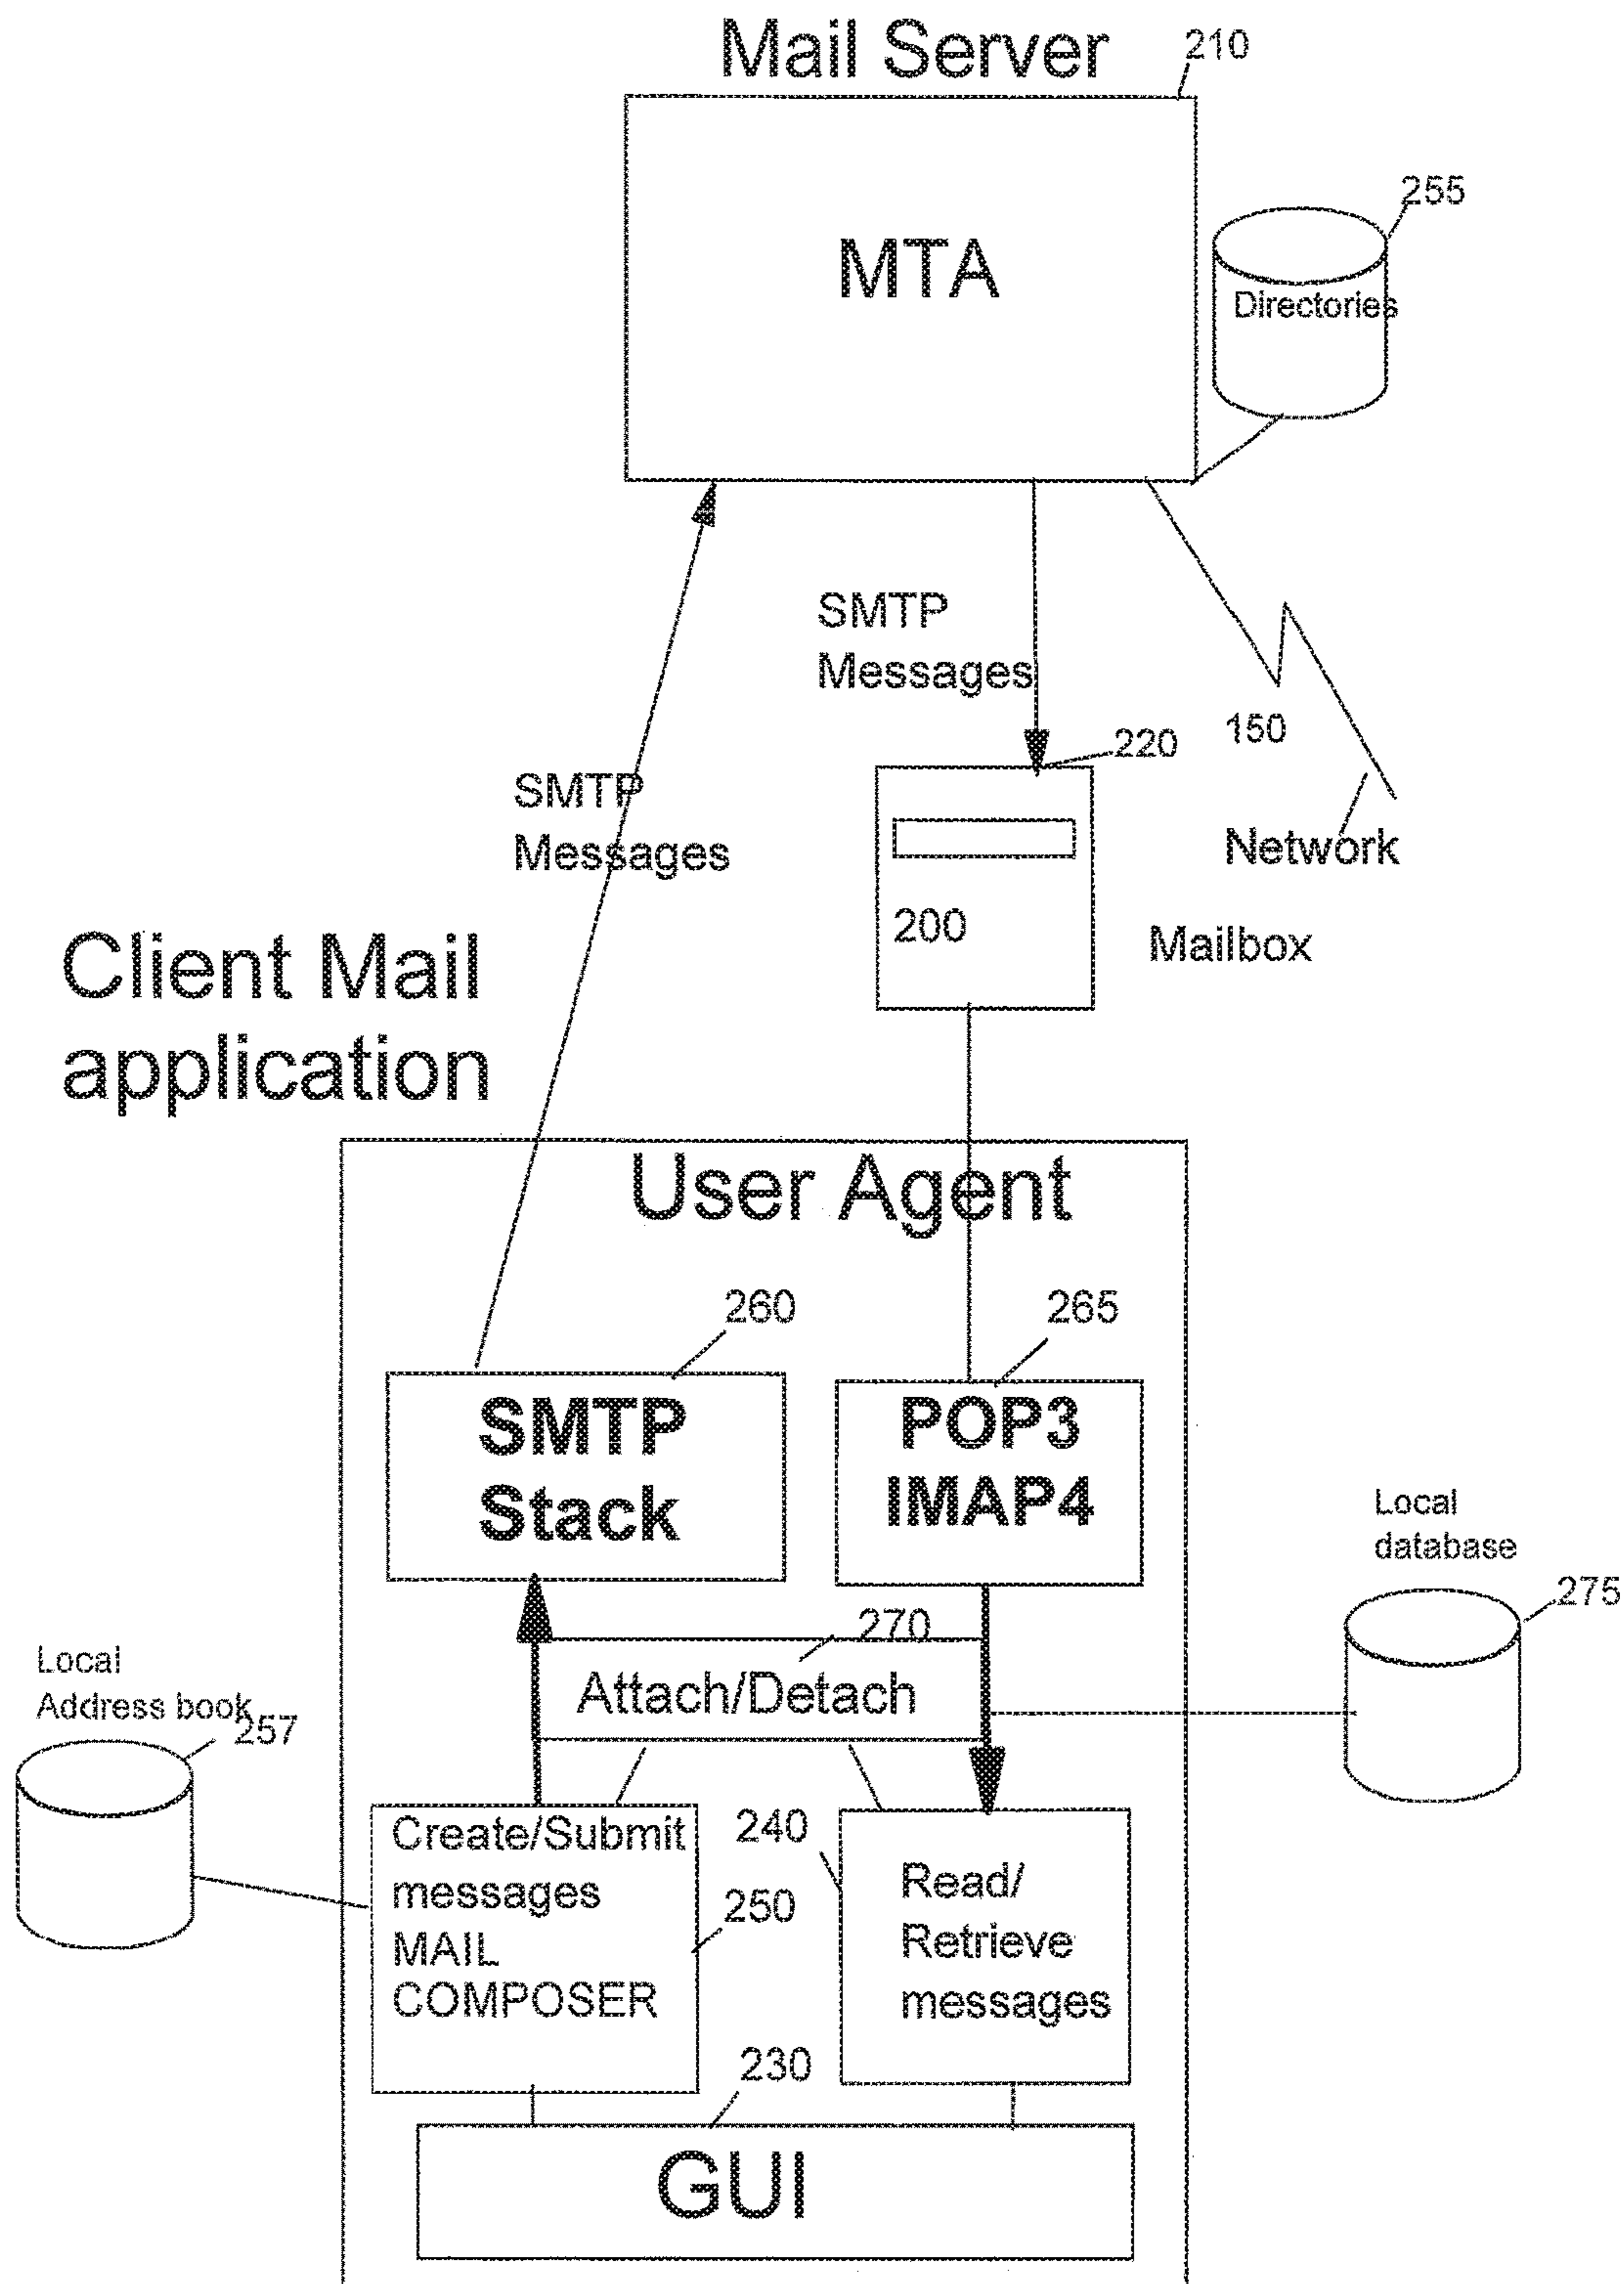 Mail Server
210
MTA
255
Directories
SMTP
Messages
150
220
Network
SMTP
Messages
200
Mailbox
Client Mail
application
User Agent
260
265
SMTP
Stack
POP3
IMAP4
Local
database
275
270
Attach/Detach
Local
Address book
257
Create/Submit
messages
MAIL
COMPOSER
250
240
Read/
Retrieve
messages
230
GUI